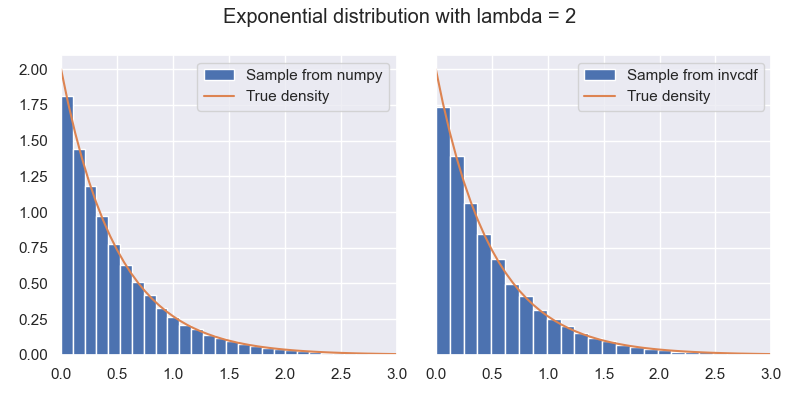 Exponential distribution with lambda = 2
Sample from numpy
True density
2.00
1.75
1.50
1.25
1.00
0.75
0.50
0.25
0.00
0.0 0.5 1.0 1.5 2.0 2.5 3.0
Sample from invcdf
True density
0.0 0.5 1.0 1.5 2.0 2.5 3.0